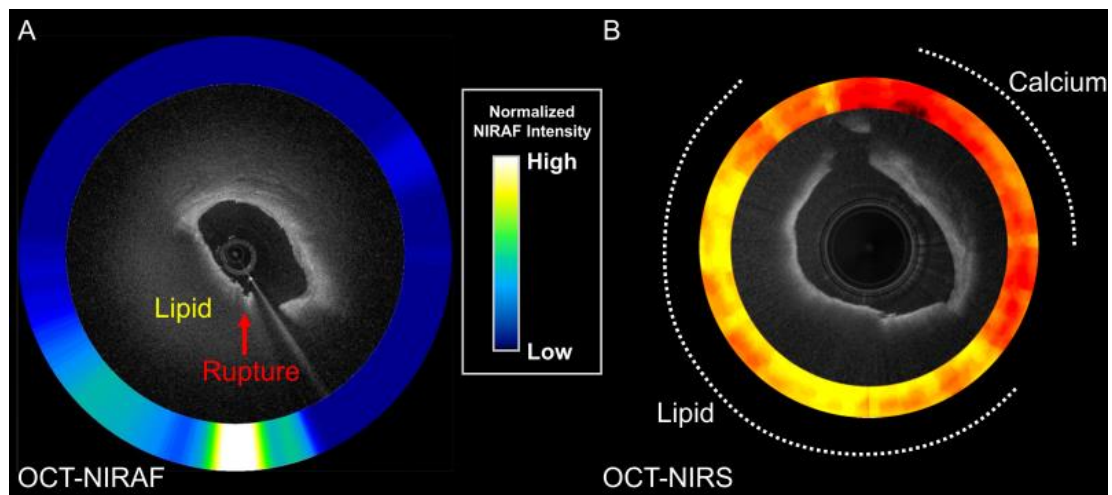 A
Lipid
Rupture
OCT-NIRAF
Normalized
NIRAF Intensity
High
Low
B
Calcium
Lipid
OCT-NIRS